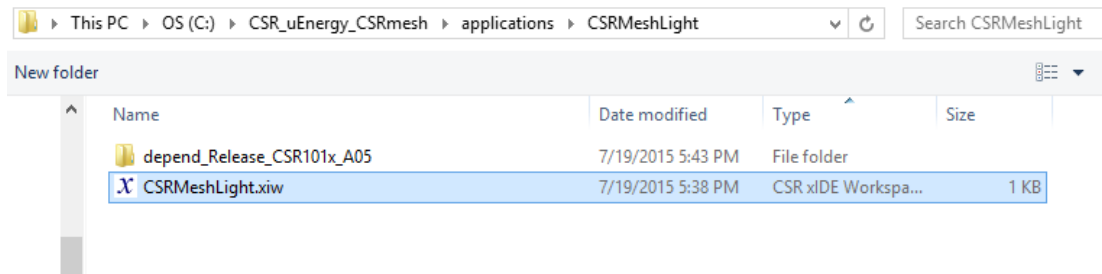 This PC OS (C:) CSR_uEnergy_CSRmesh applications CSRMeshLight Search CSRMeshLight
New folder
Name Date modified Type Size
depend_Release_CSR101x_A05 7/19/2015 5:43 PM File folder
CSRMeshLight.xiw 7/19/2015 5:38 PM CSR xIDE Workspa... 1 KB